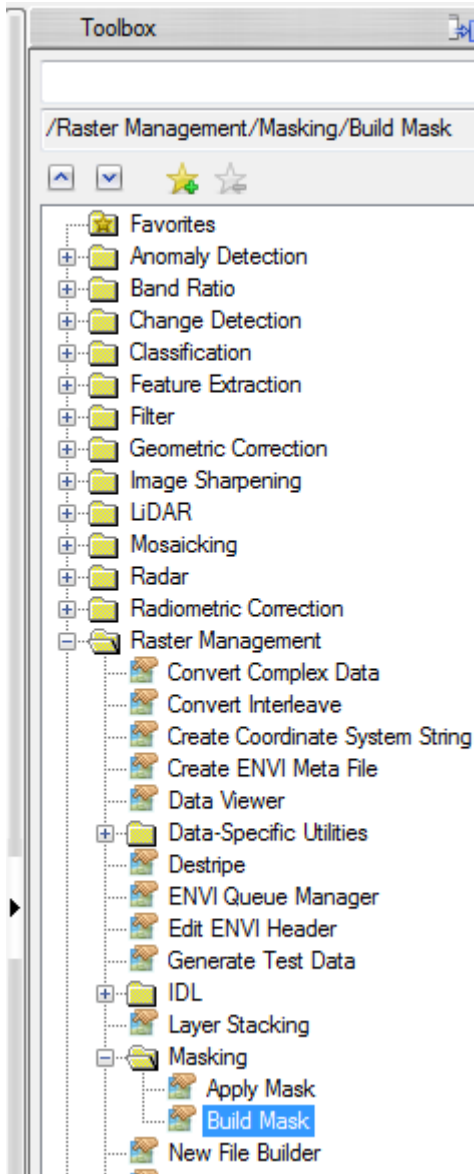 Toolbox
/Raster Management/Masking/Build Mask
Favorites
Anomaly Detection
Band Ratio
Change Detection
Classification
Feature Extraction
Filter
Geometric Correction
Image Sharpening
LiDAR
Mosaicking
Radar
Radiometric Correction
Raster Management
Convert Complex Data
Convert Interleave
Create Coordinate System String
Create ENVI Meta File
Data Viewer
Data-Specific Utilities
Destripe
ENVI Queue Manager
Edit ENVI Header
Generate Test Data
IDL
Layer Stacking
Masking
Apply Mask
Build Mask
New File Builder